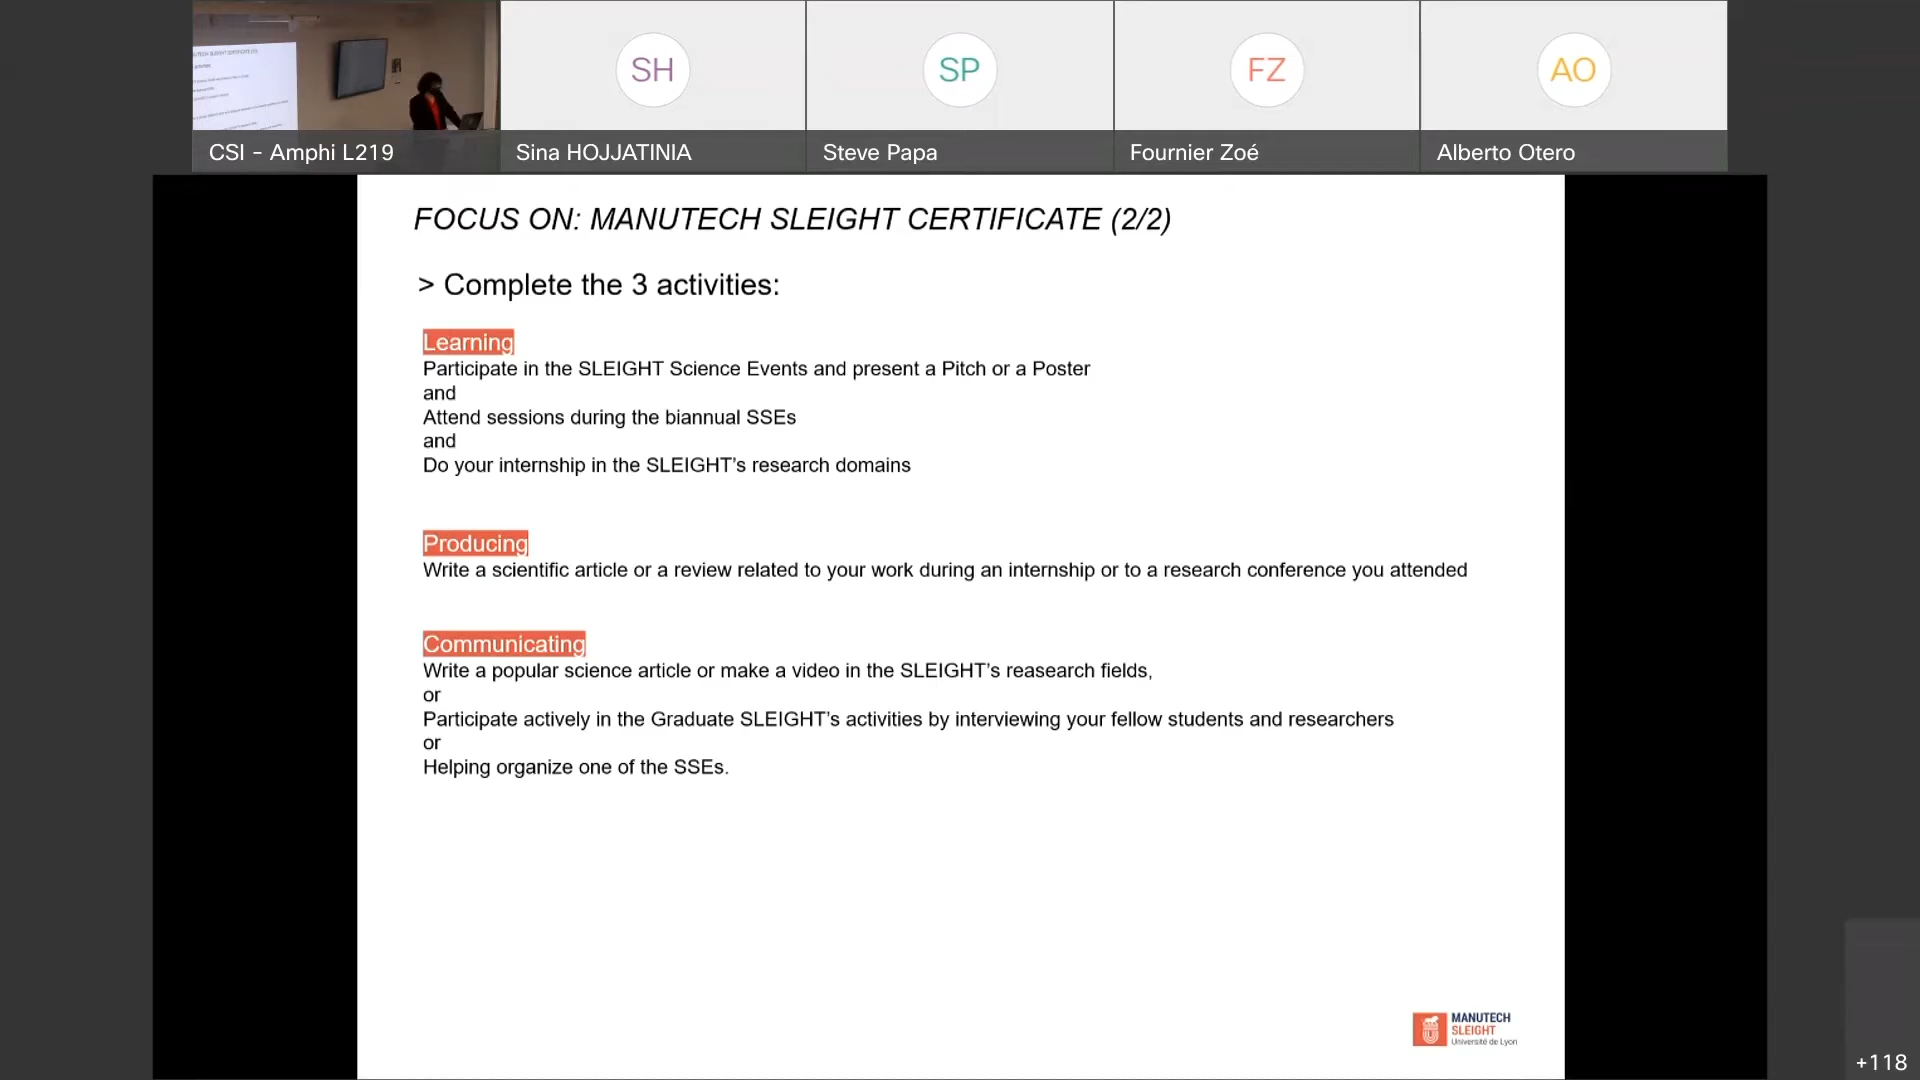 SH
SP
FZ
AO
CSI - Amphi L219
Sina HOJJATINIA
Steve Papa
Fournier Zoé
Alberto Otero
FOCUS ON: MANUTECH SLEIGHT CERTIFICATE (2/2)
> Complete the 3 activities:
Learning
Participate in the SLEIGHT Science Events and present a Pitch or a Poster
and
Attend sessions during the biannual SSEs
and
Do your internship in the SLEIGHT’s research domains
Producing
Write a scientific article or a review related to your work during an internship or to a research conference you attended
Communicating
Write a popular science article or make a video in the SLEIGHT’s reasearch fields,
or
Participate actively in the Graduate SLEIGHT’s activities by interviewing your fellow students and researchers
or
Helping organize one of the SSEs.
MANUTECH
SLEIGHT
Université de Lyon
+118